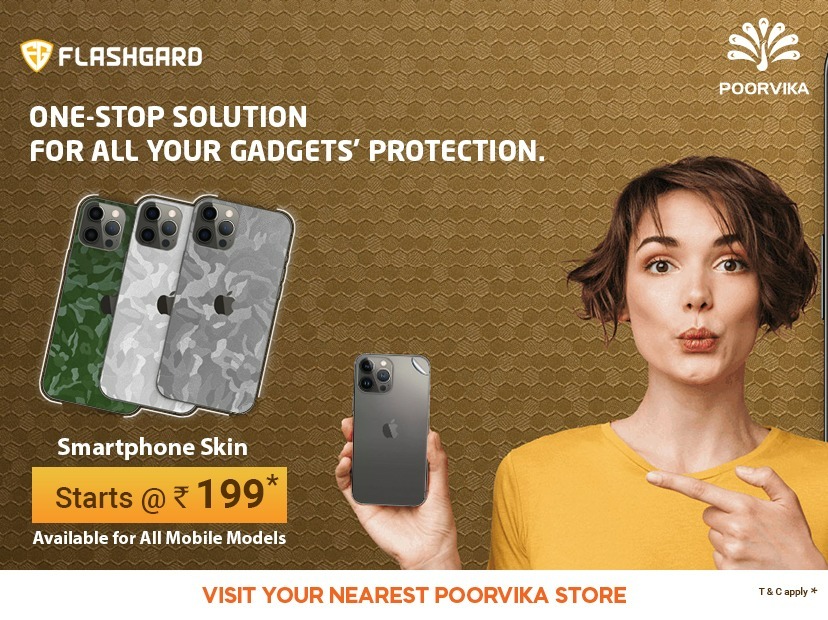 FLASHGARD
POORVIKA
ONE-STOP SOLUTION
FOR ALL YOUR GADGETS’ PROTECTION.
Smartphone Skin
Starts @ ₹ 199*
Available for All Mobile Models
VISIT YOUR NEAREST POORVIKA STORE
T & C apply *